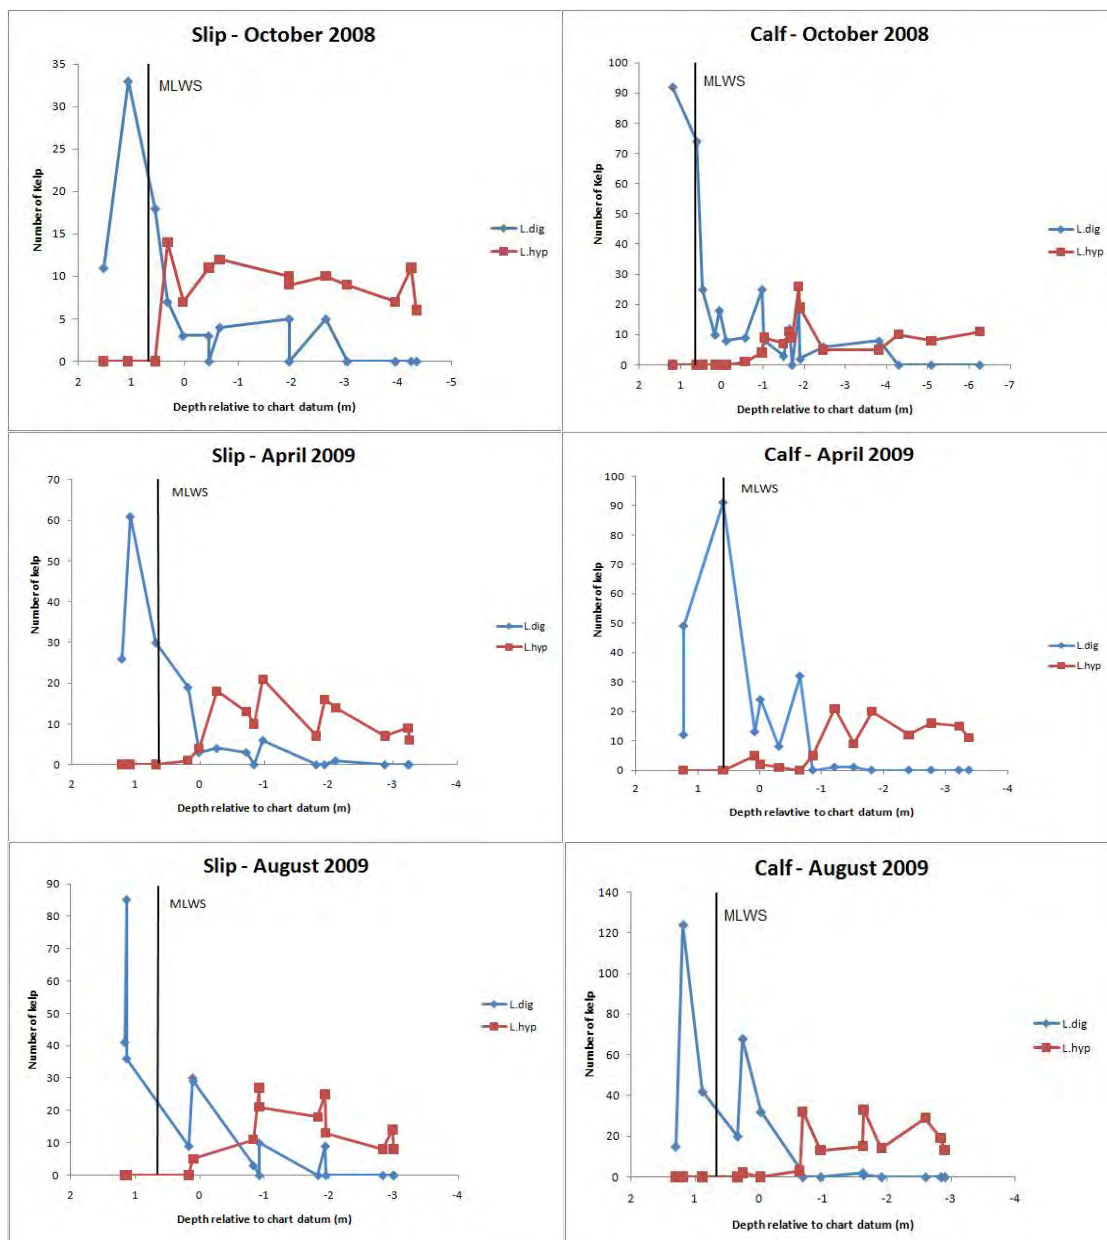 Slip - October 2008
35
30
25
20
15
10
5
0
Number of Kelp
MLWS
L.dig
L.hyp
2 1 0 -1 -2 -3 -4 -5
Depth relative to chart datum (m)
Calf - October 2008
100
90
80
70
60
50
40
30
20
10
0
Number of Kelp
MLWS
L.dig
L.hyp
2 1 0 -1 -2 -3 -4 -5 -6 -7
Depth relative to chart datum (m)
Slip - April 2009
70
60
50
40
30
20
10
0
Number of kelp
MLWS
L.dig
L.hyp
2 1 0 -1 -2 -3 -4
Depth relative to chart datum (m)
Calf - April 2009
100
90
80
70
60
50
40
30
20
10
0
Number of kelp
MLWS
L.dig
L.hyp
2 1 0 -1 -2 -3 -4
Depth relavtive to chart datum (m)
Slip - August 2009
90
80
70
60
50
40
30
20
10
0
Number of kelp
MLWS
L.dig
L.hyp
2 1 0 -1 -2 -3 -4
Depth relative to chart datum (m)
Calf - August 2009
140
120
100
80
60
40
20
0
Number of kelp
MLWS
L.dig
L.hyp
2 1 0 -1 -2 -3 -4
Depth relative to chart datum (m)